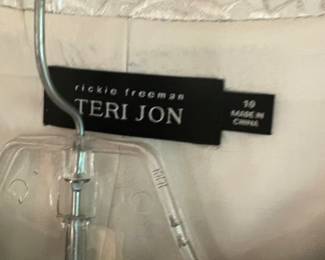 rickie freeman
TERI JON
10
MADE IN
CHINA